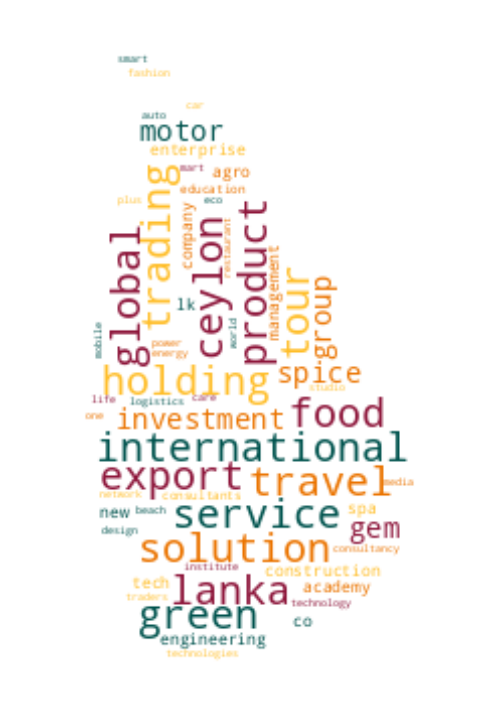 smart
fashion
car
auto
motor
enterprise
mart
agro
education
plus
eco
trading
company
ceylon
restaurant
product
global
management
tour
group
lk
world
mobile
power
energy
holding
spice
studio
life
logistics
care
one
investment
food
international
export
travel
media
network
consultants
new
beach
service
spa
gem
design
solution
consultancy
institute
construction
tech
lanka
academy
traders
technology
green
co
engineering
technologies